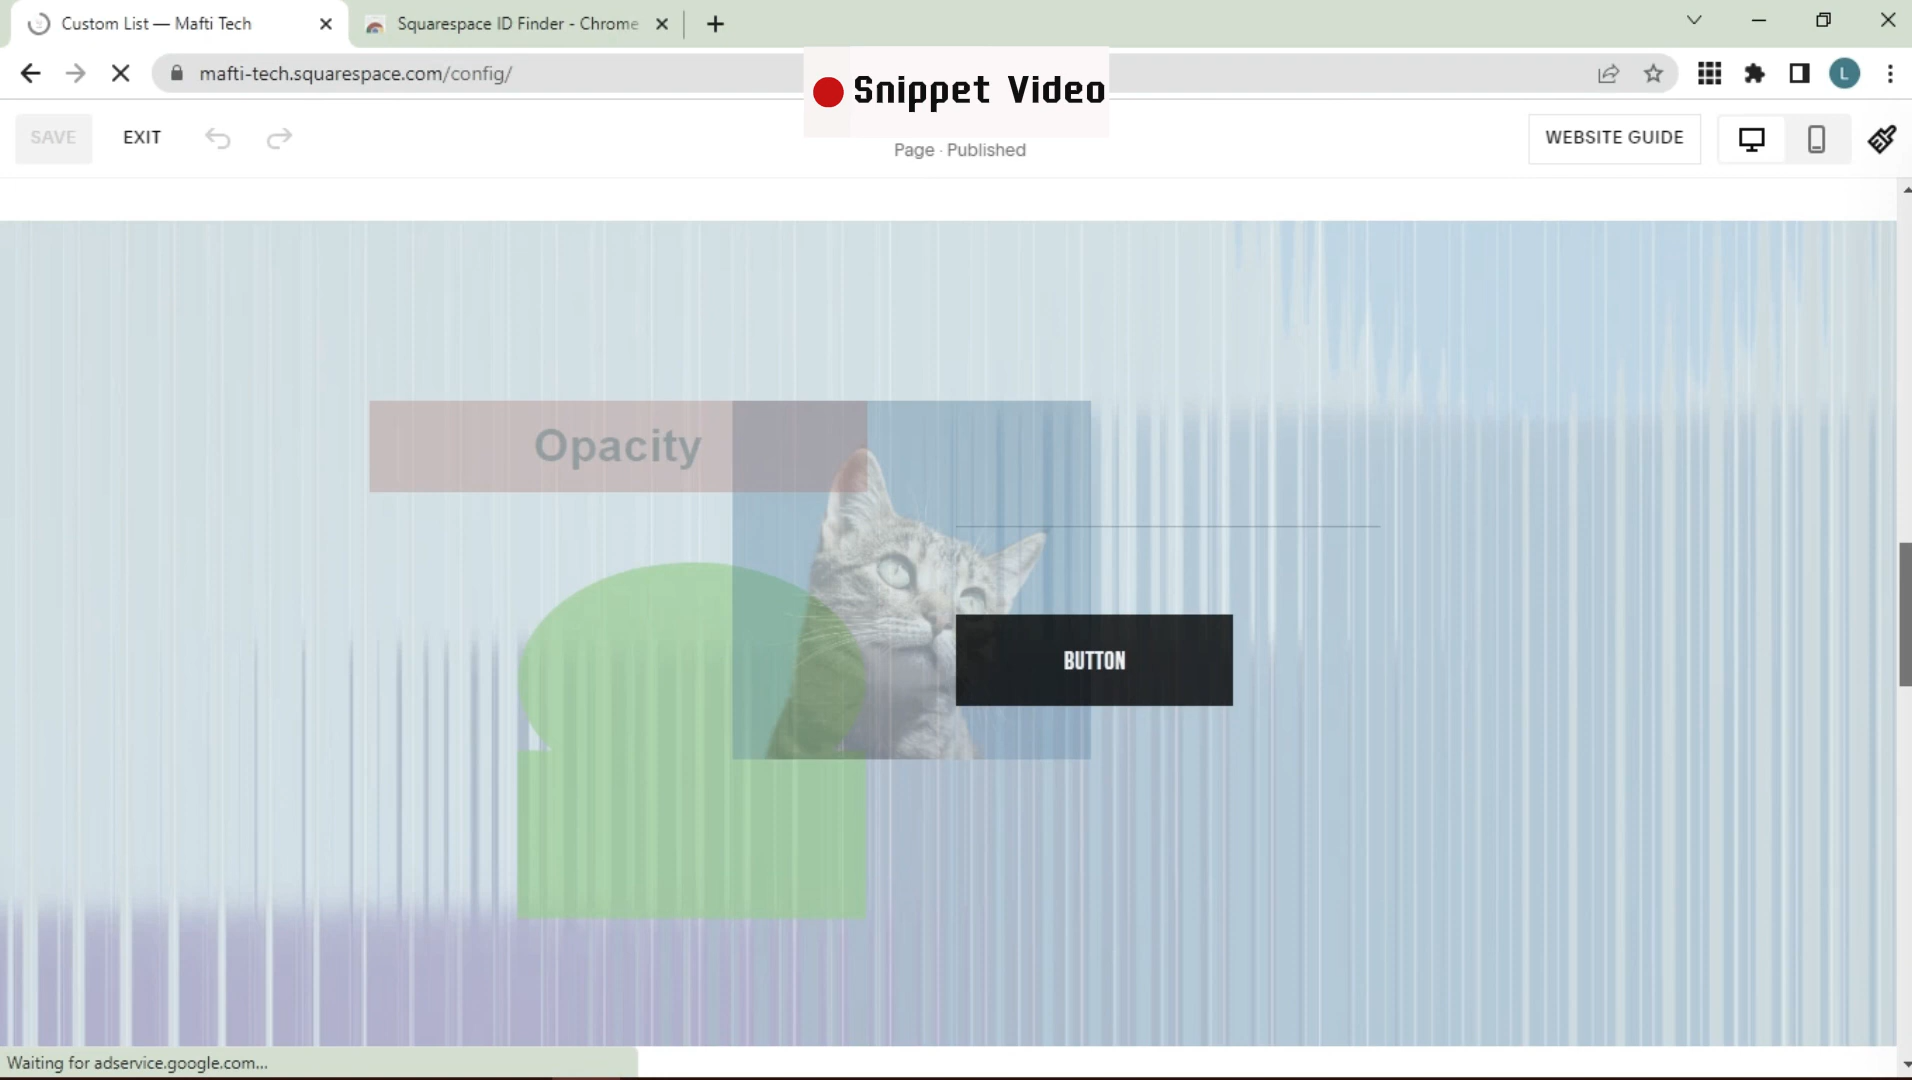 Custom List — Mafti Tech
Squarespace ID Finder - Chrome
mafti-tech.squarespace.com/config/
L
Snippet Video
SAVE
EXIT
Page · Published
WEBSITE GUIDE
Opacity
BUTTON
Waiting for adservice.google.com...